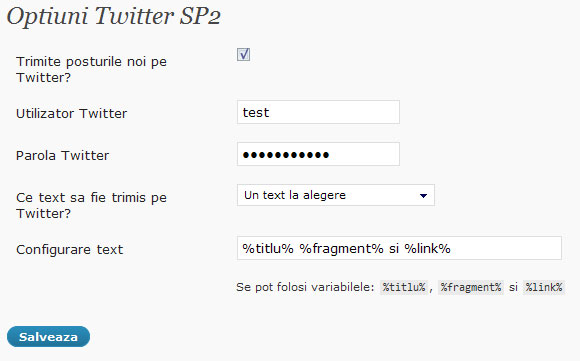 Optiuni Twitter SP2
Trimite posturile noi pe
Twitter?
Utilizator Twitter
test
Parola Twitter
•••••••••••
Ce text sa fie trimis pe
Twitter?
Un text la alegere
Configurare text
%titlu% %fragment% si %link%
Se pot folosi variabilele: %titlu%, %fragment% si %link%
Salveaza